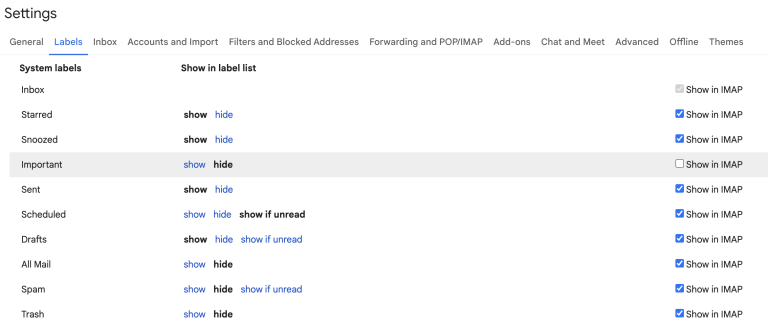 Settings
General Labels Inbox Accounts and Import Filters and Blocked Addresses Forwarding and POP/IMAP Add-ons Chat and Meet Advanced Offline Themes
System labels Show in label list
Inbox Show in IMAP
Starred show hide Show in IMAP
Snoozed show hide Show in IMAP
Important show hide Show in IMAP
Sent show hide Show in IMAP
Scheduled show hide show if unread Show in IMAP
Drafts show hide show if unread Show in IMAP
All Mail show hide Show in IMAP
Spam show hide show if unread Show in IMAP
Trash show hide Show in IMAP